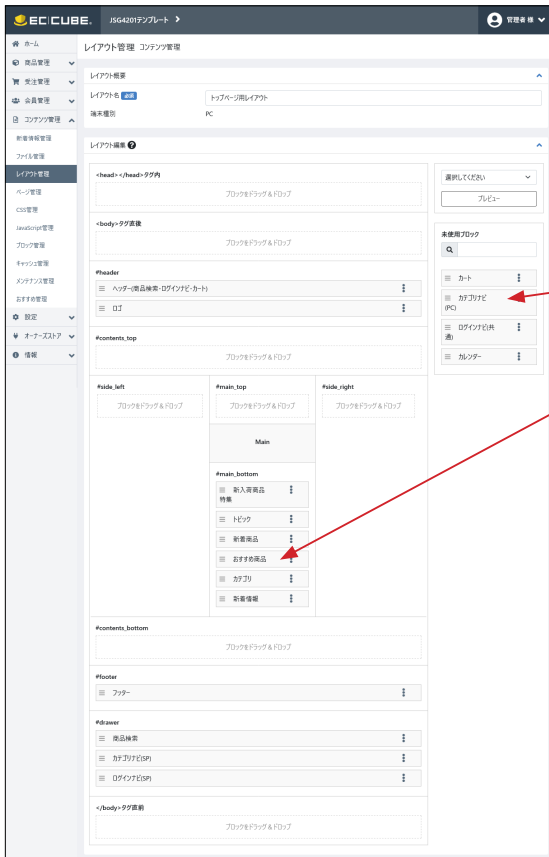 EC CUBE.
JSG4201テンプレート
管理者 様
ホーム
商品管理
受注管理
会員管理
コンテンツ管理
新着情報管理
ファイル管理
レイアウト管理
ページ管理
CSS管理
JavaScript管理
ブロック管理
キャッシュ管理
メンテナンス管理
おすすめ管理
設定
オーナーズストア
情報
レイアウト管理 コンテンツ管理
レイアウト概要
レイアウト名 必須
トップページ用レイアウト
端末種別
PC
レイアウト編集
<head></head>タグ内
ブロックをドラッグ&ドロップ
<body>タグ直後
ブロックをドラッグ&ドロップ
#header
ヘッダー(商品検索・ログインナビ・カート)
ロゴ
#contents_top
ブロックをドラッグ&ドロップ
#side_left
ブロックをドラッグ&ドロップ
#main_top
ブロックをドラッグ&ドロップ
#side_right
ブロックをドラッグ&ドロップ
Main
#main_bottom
新入荷商品
特集
トピック
新着商品
おすすめ商品
カテゴリ
新着情報
#contents_bottom
ブロックをドラッグ&ドロップ
#footer
フッター
#drawer
商品検索
カテゴリナビ(SP)
ログインナビ(SP)
</body>タグ直前
ブロックをドラッグ&ドロップ
選択してください
プレビュー
未使用ブロック
カート
カテゴリナビ
(PC)
ログインナビ(共
通)
カレンダー